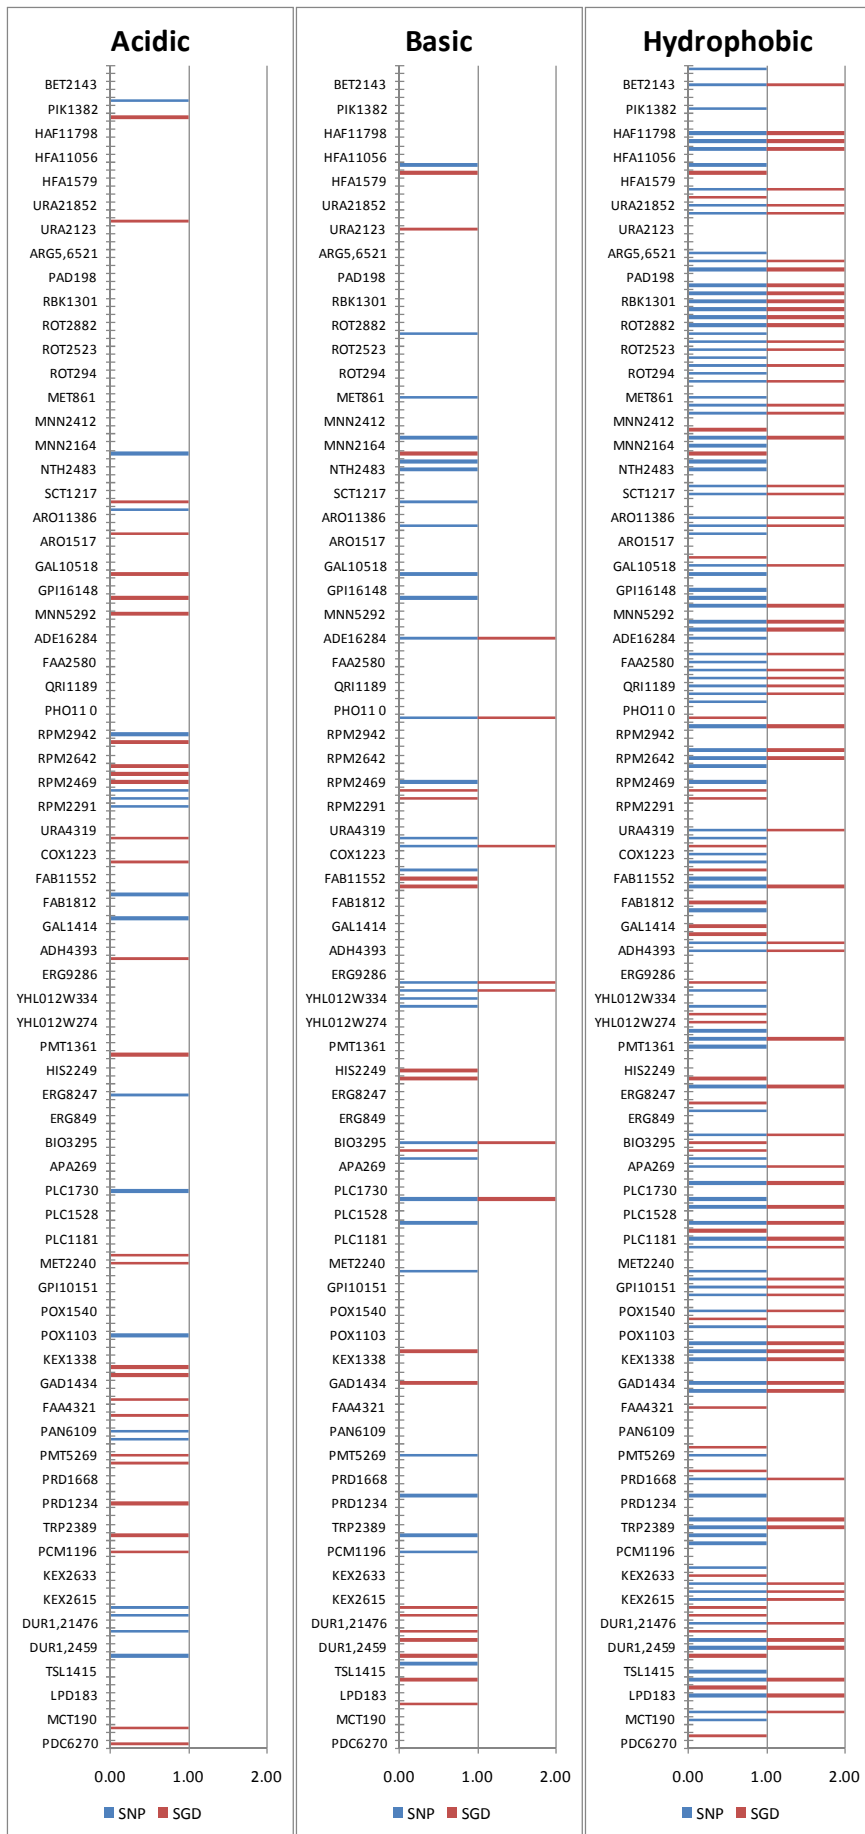 Acidic
BET2143
PIK1382
HAF11798
HFA11056
HFA1579
URA21852
URA2123
ARG5,6521
PAD198
RBK1301
ROT2882
ROT2523
ROT294
MET861
MNN2412
MNN2164
NTH2483
SCT1217
ARO11386
ARO1517
GAL10518
GPI16148
MNN5292
ADE16284
FAA2580
QRI1189
PHO11 0
RPM2942
RPM2642
RPM2469
RPM2291
URA4319
COX1223
FAB11552
FAB1812
GAL1414
ADH4393
ERG9286
YHL012W334
YHL012W274
PMT1361
HIS2249
ERG8247
ERG849
BIO3295
APA269
PLC1730
PLC1528
PLC1181
MET2240
GPI10151
POX1540
POX1103
KEX1338
GAD1434
FAA4321
PAN6109
PMT5269
PRD1668
PRD1234
TRP2389
PCM1196
KEX2633
KEX2615
DUR1,21476
DUR1,2459
TSL1415
LPD183
MCT190
PDC6270
0.00 1.00 2.00
SNP SGD
Basic
BET2143
PIK1382
HAF11798
HFA11056
HFA1579
URA21852
URA2123
ARG5,6521
PAD198
RBK1301
ROT2882
ROT2523
ROT294
MET861
MNN2412
MNN2164
NTH2483
SCT1217
ARO11386
ARO1517
GAL10518
GPI16148
MNN5292
ADE16284
FAA2580
QRI1189
PHO11 0
RPM2942
RPM2642
RPM2469
RPM2291
URA4319
COX1223
FAB11552
FAB1812
GAL1414
ADH4393
ERG9286
YHL012W334
YHL012W274
PMT1361
HIS2249
ERG8247
ERG849
BIO3295
APA269
PLC1730
PLC1528
PLC1181
MET2240
GPI10151
POX1540
POX1103
KEX1338
GAD1434
FAA4321
PAN6109
PMT5269
PRD1668
PRD1234
TRP2389
PCM1196
KEX2633
KEX2615
DUR1,21476
DUR1,2459
TSL1415
LPD183
MCT190
PDC6270
0.00 1.00 2.00
SNP SGD
Hydrophobic
BET2143
PIK1382
HAF11798
HFA11056
HFA1579
URA21852
URA2123
ARG5,6521
PAD198
RBK1301
ROT2882
ROT2523
ROT294
MET861
MNN2412
MNN2164
NTH2483
SCT1217
ARO11386
ARO1517
GAL10518
GPI16148
MNN5292
ADE16284
FAA2580
QRI1189
PHO11 0
RPM2942
RPM2642
RPM2469
RPM2291
URA4319
COX1223
FAB11552
FAB1812
GAL1414
ADH4393
ERG9286
YHL012W334
YHL012W274
PMT1361
HIS2249
ERG8247
ERG849
BIO3295
APA269
PLC1730
PLC1528
PLC1181
MET2240
GPI10151
POX1540
POX1103
KEX1338
GAD1434
FAA4321
PAN6109
PMT5269
PRD1668
PRD1234
TRP2389
PCM1196
KEX2633
KEX2615
DUR1,21476
DUR1,2459
TSL1415
LPD183
MCT190
PDC6270
0.00 1.00 2.00
SNP SGD